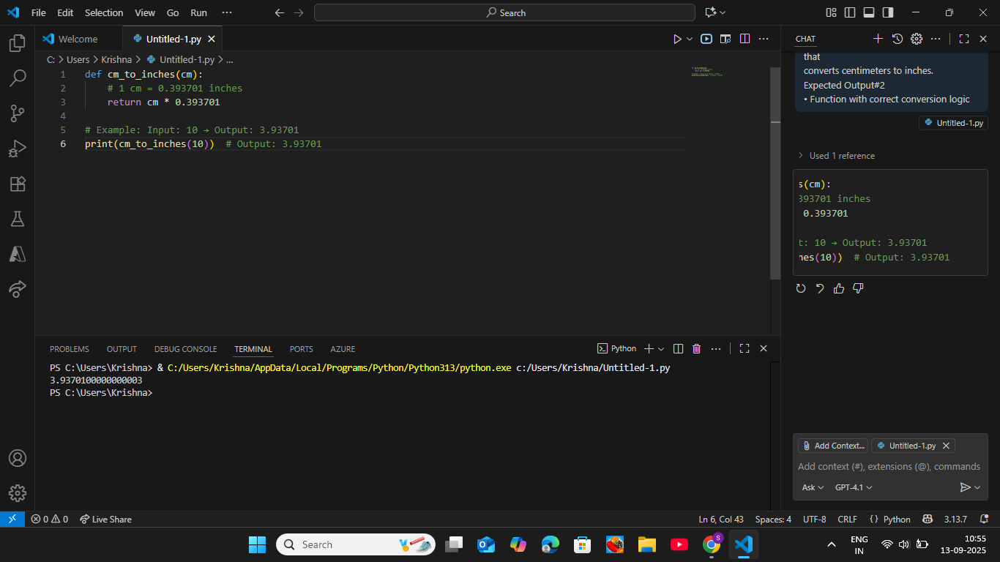 File Edit Selection View Go Run ··· Search
Welcome Untitled-1.py
C: > Users > Krishna > Untitled-1.py > ...
1 def cm_to_inches(cm):
2 # 1 cm = 0.393701 inches
3 return cm * 0.393701
4
5 # Example: Input: 10 → Output: 3.93701
6 print(cm_to_inches(10))  # Output: 3.93701
CHAT
that
converts centimeters to inches.
Expected Output#2
• Function with correct conversion logic
Untitled-1.py
> Used 1 reference
s(cm):
393701 inches
0.393701
t: 10 → Output: 3.93701
hes(10))  # Output: 3.93701
PROBLEMS OUTPUT DEBUG CONSOLE TERMINAL PORTS AZURE Python
PS C:\Users\Krishna> & C:/Users/Krishna/AppData/Local/Programs/Python/Python313/python.exe c:/Users/Krishna/Untitled-1.py
3.9370100000000003
PS C:\Users\Krishna>
Add Context... Untitled-1.py
Add context (#), extensions (@), commands
Ask GPT-4.1
0 0 Live Share Ln 6, Col 43 Spaces: 4 UTF-8 CRLF {} Python 3.13.7
Search S ENG 10:55
IN 13-09-2025